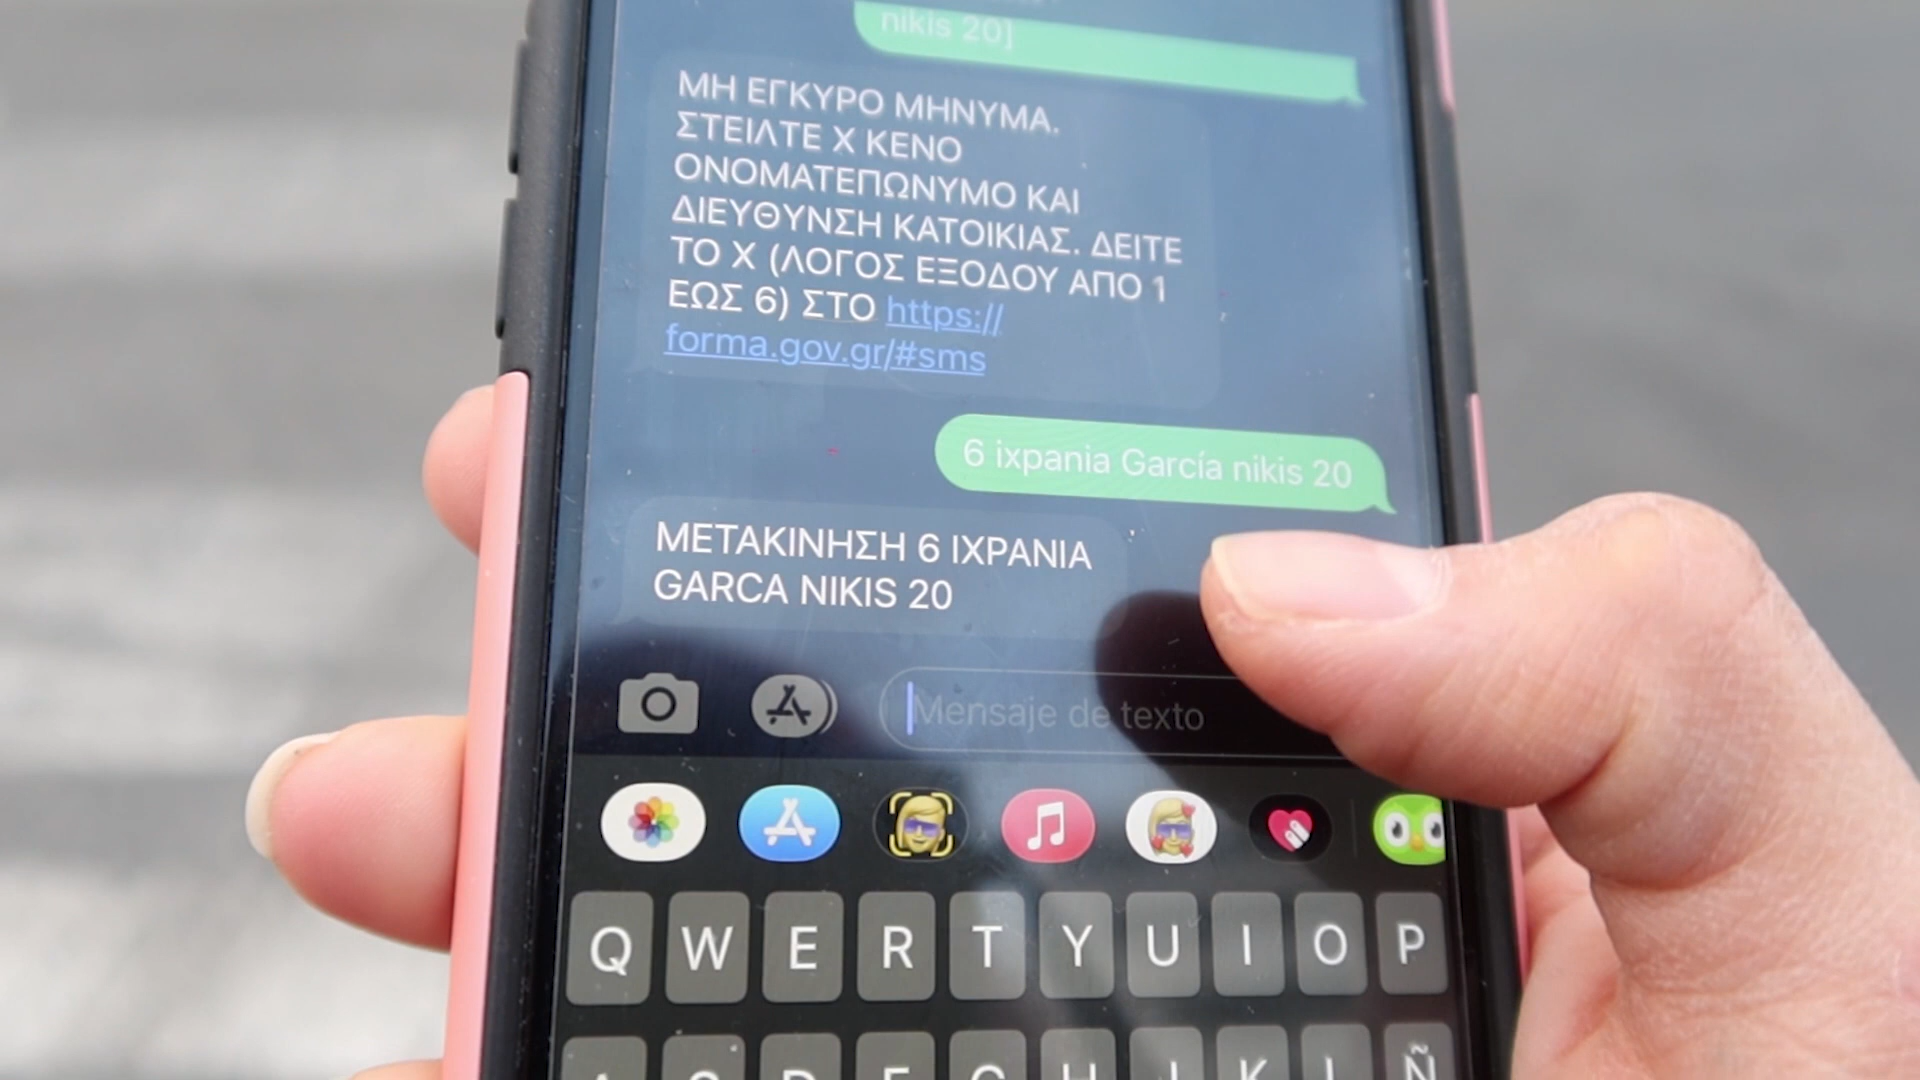 nikis 20]
ΜΗ ΕΓΚΥΡΟ ΜΗΝΥΜΑ.
ΣΤΕΙΛΤΕ Χ ΚΕΝΟ
ΟΝΟΜΑΤΕΠΩΝΥΜΟ ΚΑΙ
ΔΙΕΥΘΥΝΣΗ ΚΑΤΟΙΚΙΑΣ. ΔΕΙΤΕ
ΤΟ Χ (ΛΟΓΟΣ ΕΞΟΔΟΥ ΑΠΟ 1
ΕΩΣ 6) ΣΤΟ https://
forma.gov.gr/#sms
6 ixpania García nikis 20
ΜΕΤΑΚΙΝΗΣΗ 6 IXPANIA
GARCA NIKIS 20
Mensaje de texto
Q W E R T Y U I O P
A S D F G H J K L Ñ